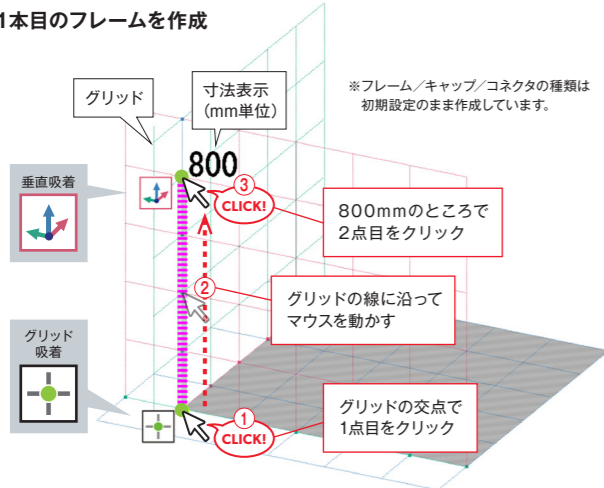 1本目のフレームを作成
グリッド
寸法表示
（mm単位）
※フレーム／キャップ／コネクタの種類は
初期設定のまま作成しています。
800
垂直吸着
③
CLICK!
800mmのところで
2点目をクリック
②
グリッドの線に沿って
マウスを動かす
グリッド
吸着
①
CLICK!
グリッドの交点で
1点目をクリック